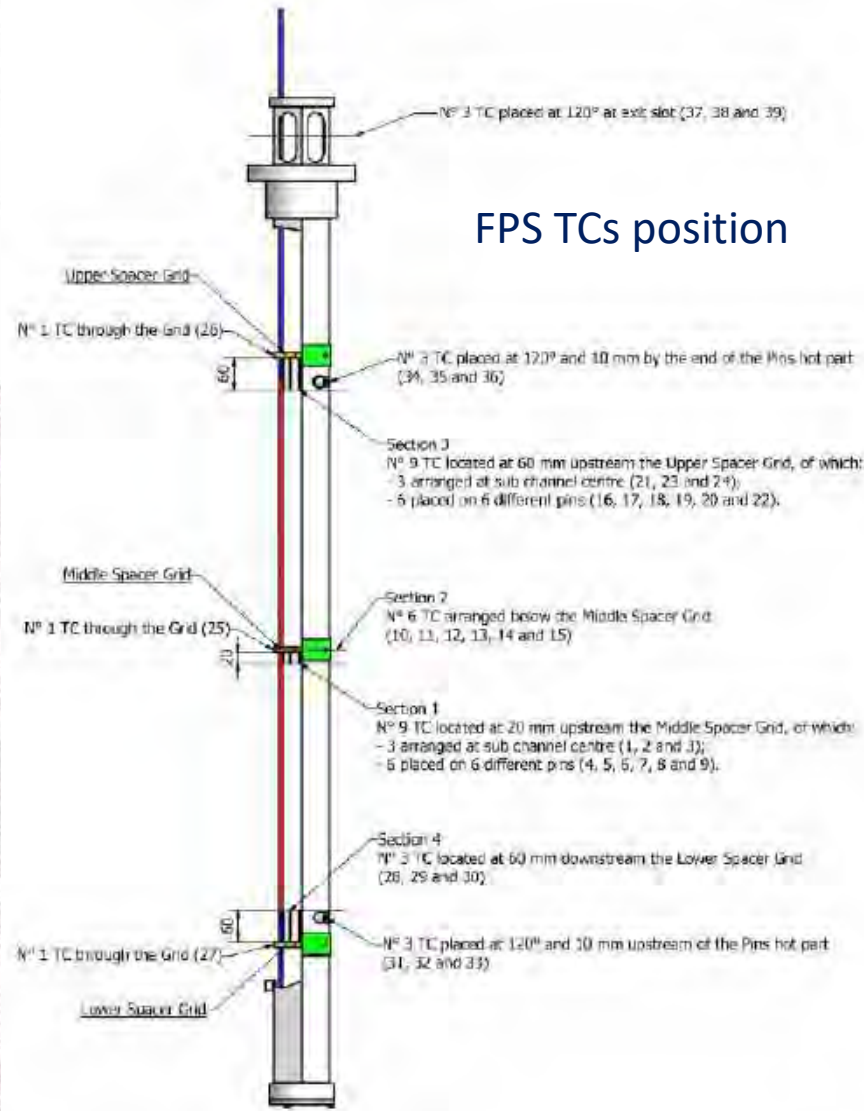 N° 3 TC placed at 120° at exit slot (37, 38 and 39)
FPS TCs position
Upper Spacer Grid
N° 1 TC through the Grid (26)
60
N° 3 TC placed at 120° and 10 mm by the end of the Pins hot part
(34, 35 and 36)
Section 3
N° 9 TC located at 60 mm upstream the Upper Spacer Grid, of which:
- 3 arranged at sub channel centre (21, 23 and 24);
- 6 placed on 6 different pins (16, 17, 18, 19, 20 and 22).
Middle Spacer Grid
N° 1 TC through the Grid (25)
20
Section 2
N° 6 TC arranged below the Middle Spacer Grid
(10, 11, 12, 13, 14 and 15)
Section 1
N° 9 TC located at 20 mm upstream the Middle Spacer Grid, of which:
- 3 arranged at sub channel centre (1, 2 and 3);
- 6 placed on 6 different pins (4, 5, 6, 7, 8 and 9).
Section 4
N° 3 TC located at 60 mm downstream the Lower Spacer Grid
(28, 29 and 30)
60
N° 1 TC through the Grid (27)
N° 3 TC placed at 120° and 10 mm upstream of the Pins hot part
(31, 32 and 33)
Lower Spacer Grid